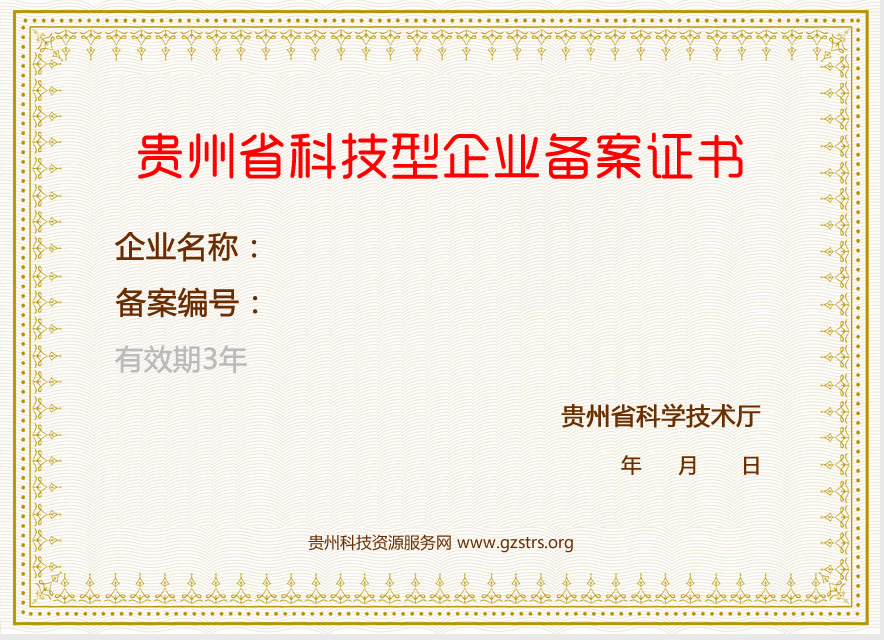 贵州省科技型企业备案证书
企业名称：
备案编号：
有效期3年
贵州省科学技术厅
年 月 日
贵州科技资源服务网 www.gzstrs.org